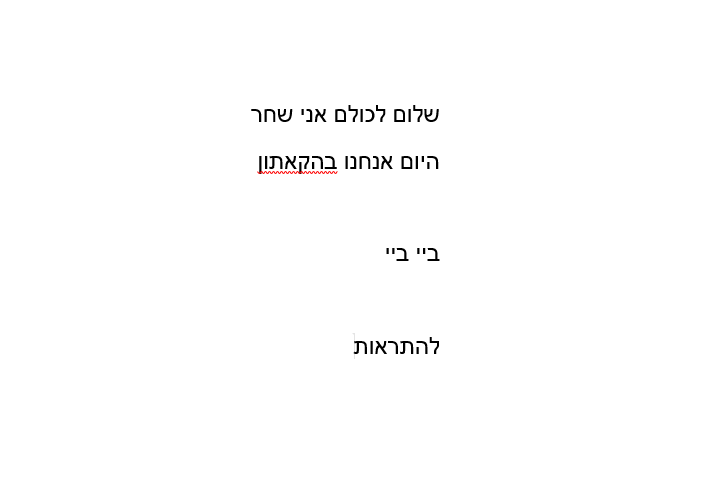 שלום לכולם אני שחר
היום אנחנו בהקאתון
ביי ביי
להתראות